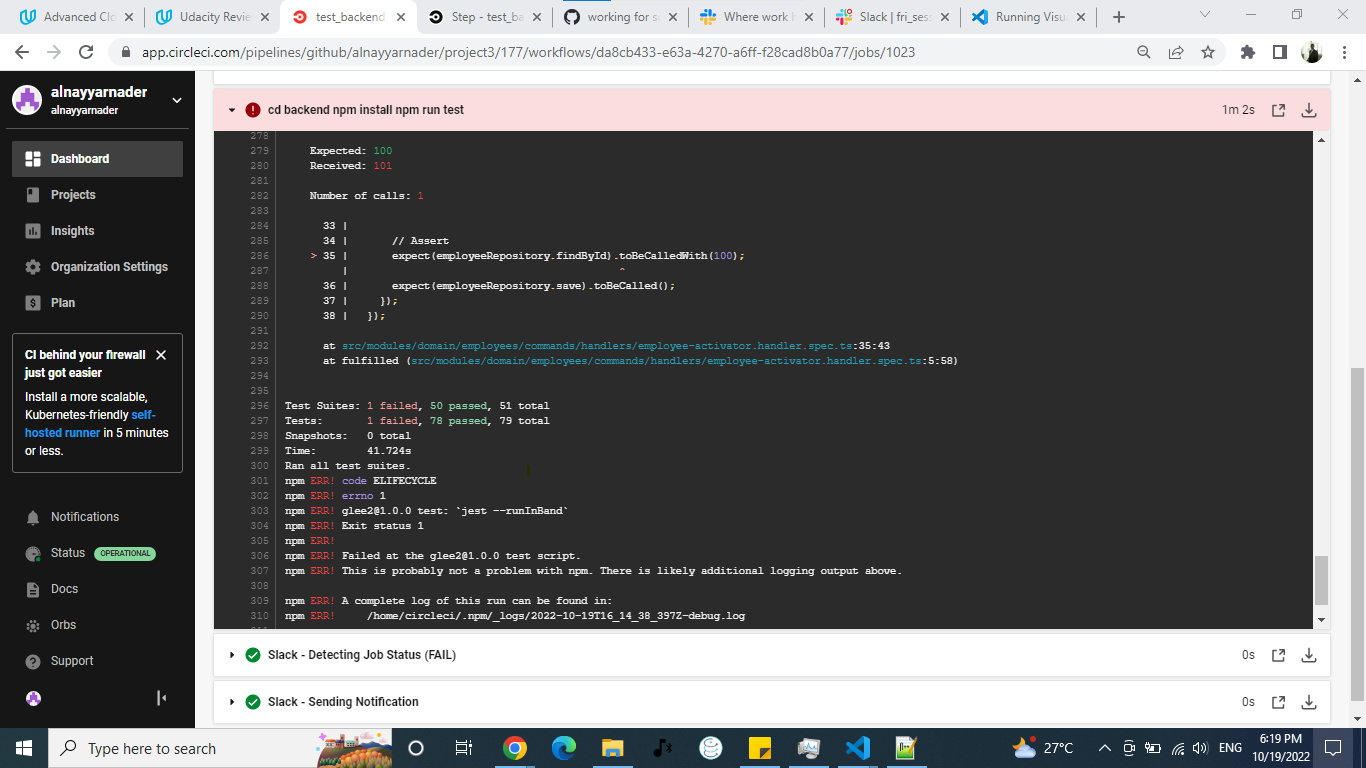 Advanced Clo
Udacity Revie
test_backend
Step - test_ba
working for s
Where work h
Slack | fri_ses
Running Visu
app.circleci.com/pipelines/github/alnayyarnader/project3/177/workflows/da8cb433-e63a-4270-a6ff-f28cad8b0a77/jobs/1023
alnayyarnader
alnayyarnader
Dashboard
Projects
Insights
Organization Settings
Plan
CI behind your firewall
just got easier
Install a more scalable,
Kubernetes-friendly self-
hosted runner in 5 minutes
or less.
Notifications
Status OPERATIONAL
Docs
Orbs
Support
cd backend npm install npm run test 1m 2s
278
279 Expected: 100
280 Received: 101
281
282 Number of calls: 1
283
284 33 |
285 34 | // Assert
286 > 35 | expect(employeeRepository.findById).toBeCalledWith(100);
287 | ^
288 36 | expect(employeeRepository.save).toBeCalled();
289 37 | });
290 38 | });
291
292 at src/modules/domain/employees/commands/handlers/employee-activator.handler.spec.ts:35:43
293 at fulfilled (src/modules/domain/employees/commands/handlers/employee-activator.handler.spec.ts:5:58)
294
295
296 Test Suites: 1 failed, 50 passed, 51 total
297 Tests: 1 failed, 78 passed, 79 total
298 Snapshots: 0 total
299 Time: 41.724s
300 Ran all test suites.
301 npm ERR! code ELIFECYCLE
302 npm ERR! errno 1
303 npm ERR! glee2@1.0.0 test: `jest --runInBand`
304 npm ERR! Exit status 1
305 npm ERR!
306 npm ERR! Failed at the glee2@1.0.0 test script.
307 npm ERR! This is probably not a problem with npm. There is likely additional logging output above.
308
309 npm ERR! A complete log of this run can be found in:
310 npm ERR! /home/circleci/.npm/_logs/2022-10-19T16_14_38_397Z-debug.log
Slack - Detecting Job Status (FAIL) 0s
Slack - Sending Notification 0s
Type here to search
27°C
ENG
6:19 PM
10/19/2022